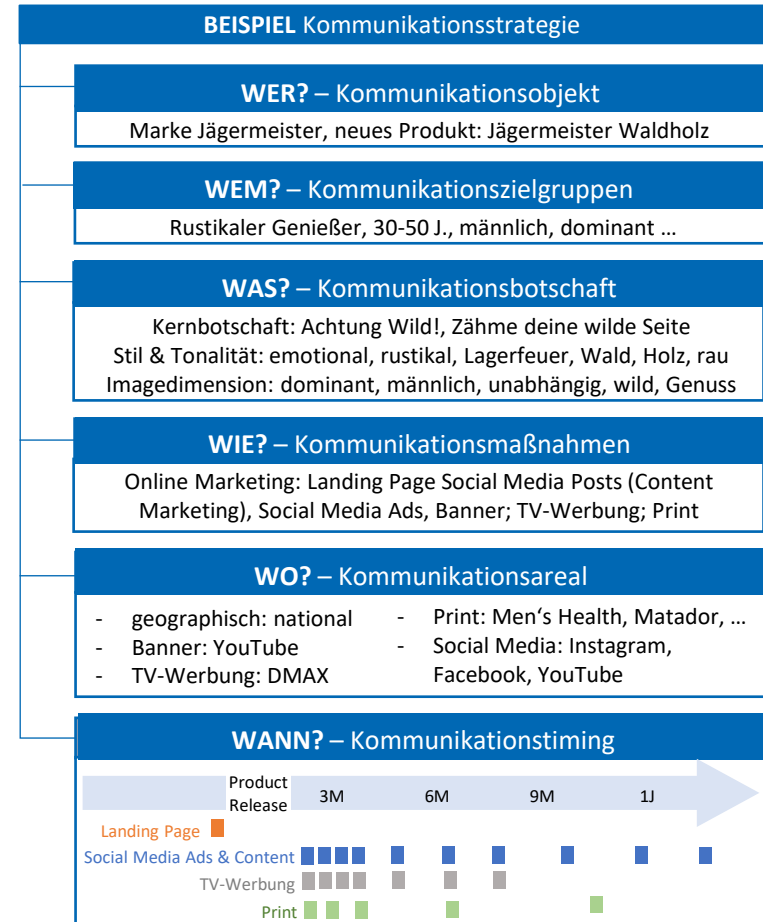 BEISPIEL Kommunikationsstrategie
WER? – Kommunikationsobjekt
Marke Jägermeister, neues Produkt: Jägermeister Waldholz
WEM? – Kommunikationszielgruppen
Rustikaler Genießer, 30-50 J., männlich, dominant …
WAS? – Kommunikationsbotschaft
Kernbotschaft: Achtung Wild!, Zähme deine wilde Seite
Stil & Tonalität: emotional, rustikal, Lagerfeuer, Wald, Holz, rau
Imagedimension: dominant, männlich, unabhängig, wild, Genuss
WIE? – Kommunikationsmaßnahmen
Online Marketing: Landing Page Social Media Posts (Content
Marketing), Social Media Ads, Banner; TV-Werbung; Print
WO? – Kommunikationsareal
- geographisch: national
- Banner: YouTube
- TV-Werbung: DMAX
- Print: Men‘s Health, Matador, …
- Social Media: Instagram,
Facebook, YouTube
WANN? – Kommunikationstiming
Product
Release
3M 6M 9M 1J
Landing Page
Social Media Ads & Content
TV-Werbung
Print